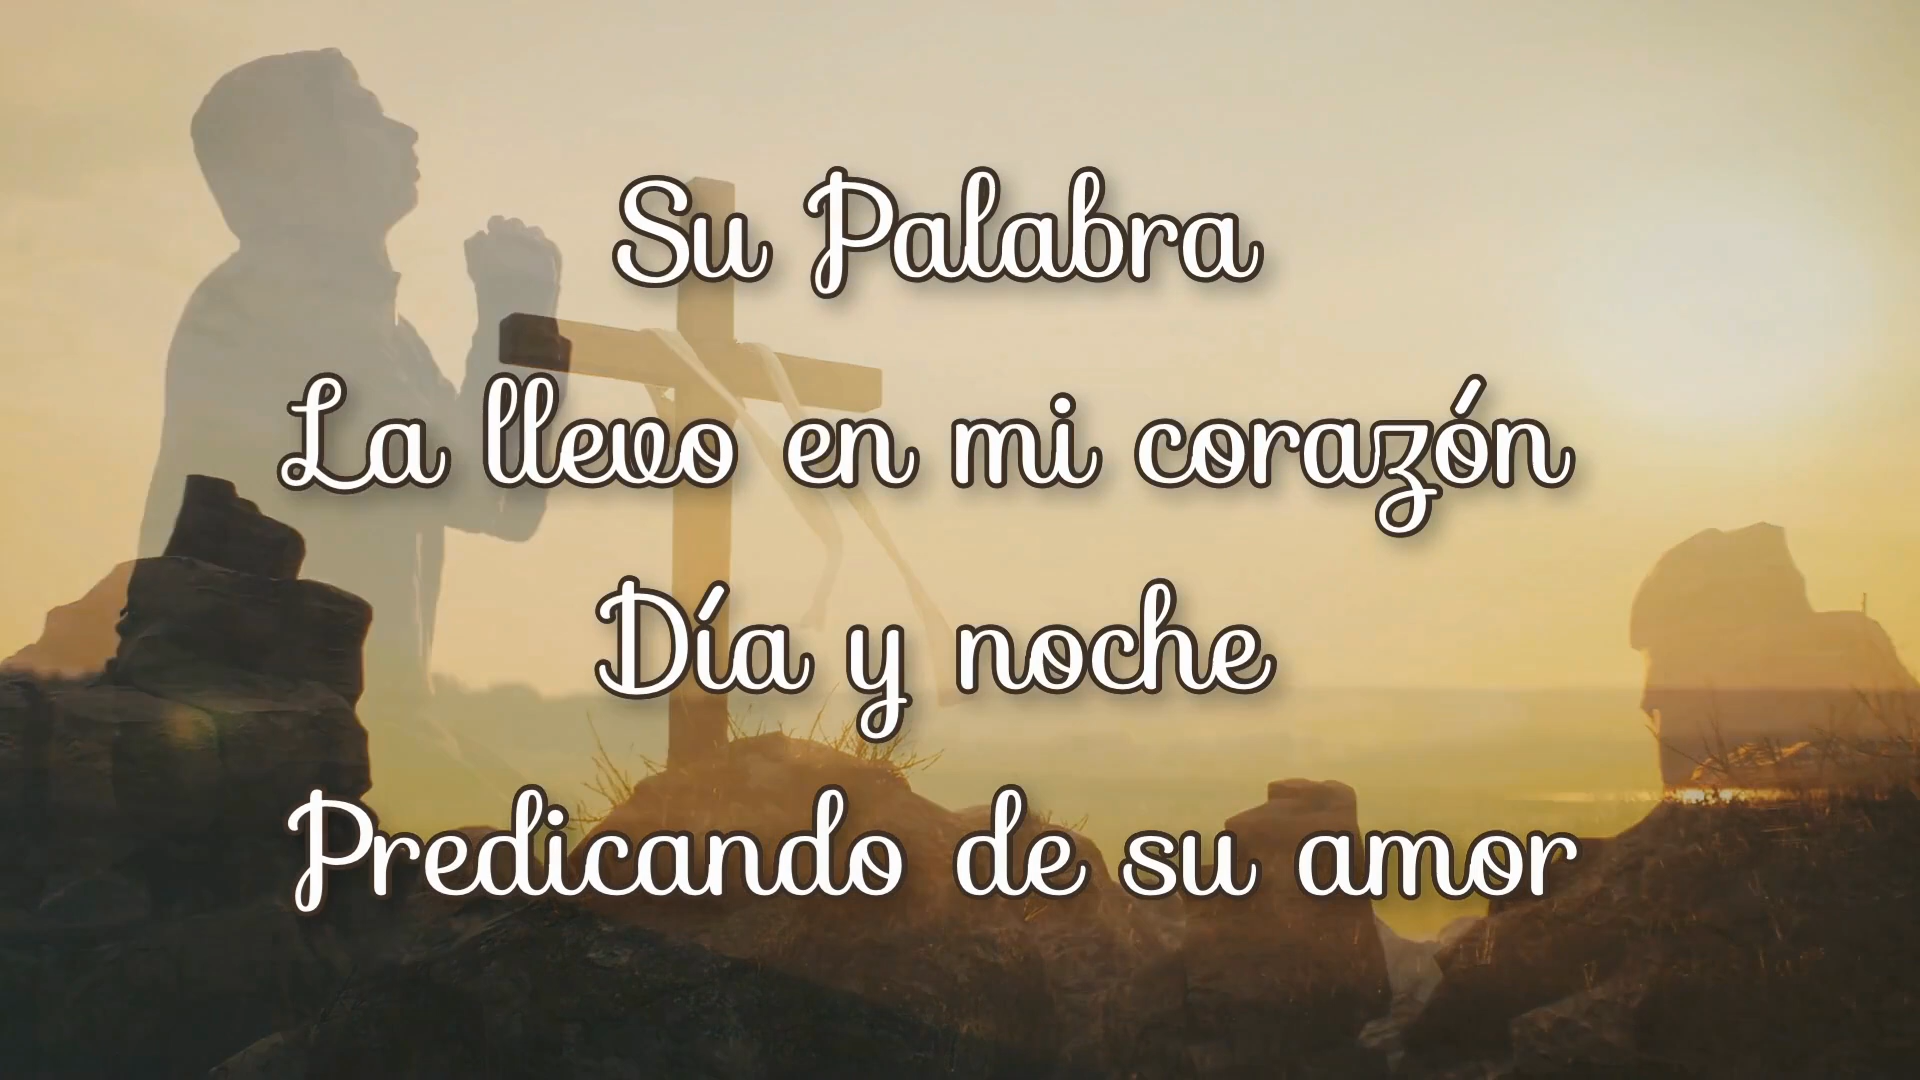 Su Palabra
La llevo en mi corazón
Día y noche
Predicando de su amor